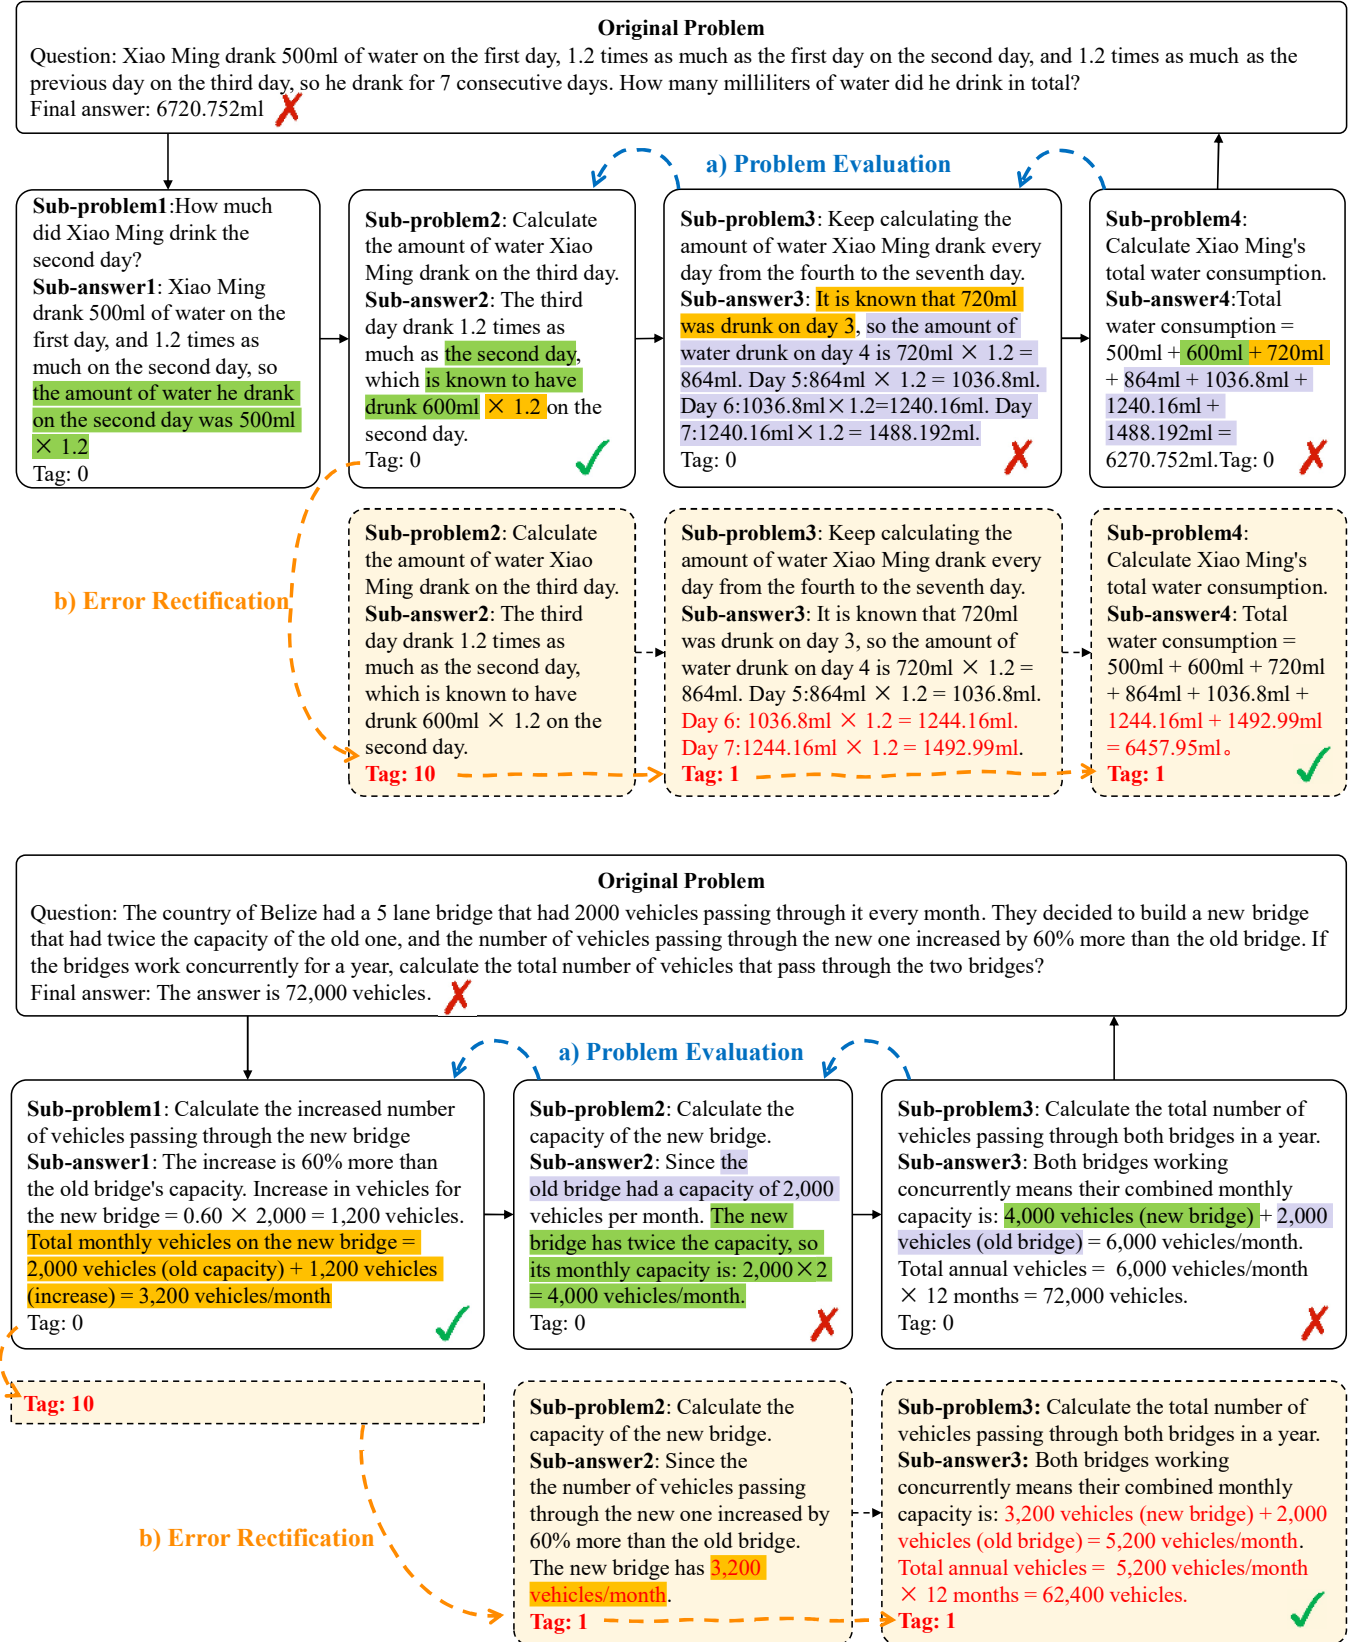 Original Problem
Question: Xiao Ming drank 500ml of water on the first day, 1.2 times as much as the first day on the second day, and 1.2 times as much as the
previous day on the third day, so he drank for 7 consecutive days. How many milliliters of water did he drink in total?
Final answer: 6720.752ml
a) Problem Evaluation
Sub-problem1:How much
did Xiao Ming drink the
second day?
Sub-answer1: Xiao Ming
drank 500ml of water on the
first day, and 1.2 times as
much on the second day, so
the amount of water he drank
on the second day was 500ml
× 1.2
Tag: 0
Sub-problem2: Calculate
the amount of water Xiao
Ming drank on the third day.
Sub-answer2: The third
day drank 1.2 times as
much as the second day,
which is known to have
drunk 600ml × 1.2 on the
second day.
Tag: 0
Sub-problem3: Keep calculating the
amount of water Xiao Ming drank every
day from the fourth to the seventh day.
Sub-answer3: It is known that 720ml
was drunk on day 3, so the amount of
water drunk on day 4 is 720ml × 1.2 =
864ml. Day 5:864ml × 1.2 = 1036.8ml.
Day 6:1036.8ml×1.2=1240.16ml. Day
7:1240.16ml×1.2 = 1488.192ml.
Tag: 0
Sub-problem4:
Calculate Xiao Ming's
total water consumption.
Sub-answer4:Total
water consumption =
500ml + 600ml + 720ml
+ 864ml + 1036.8ml +
1240.16ml +
1488.192ml =
6270.752ml.Tag: 0
b) Error Rectification
Sub-problem2: Calculate
the amount of water Xiao
Ming drank on the third day.
Sub-answer2: The third
day drank 1.2 times as
much as the second day,
which is known to have
drunk 600ml × 1.2 on the
second day.
Tag: 10
Sub-problem3: Keep calculating the
amount of water Xiao Ming drank every
day from the fourth to the seventh day.
Sub-answer3: It is known that 720ml
was drunk on day 3, so the amount of
water drunk on day 4 is 720ml × 1.2 =
864ml. Day 5:864ml × 1.2 = 1036.8ml.
Day 6: 1036.8ml × 1.2 = 1244.16ml.
Day 7:1244.16ml × 1.2 = 1492.99ml.
Tag: 1
Sub-problem4:
Calculate Xiao Ming's
total water consumption.
Sub-answer4: Total
water consumption =
500ml + 600ml + 720ml
+ 864ml + 1036.8ml +
1244.16ml + 1492.99ml
= 6457.95ml。
Tag: 1
Original Problem
Question: The country of Belize had a 5 lane bridge that had 2000 vehicles passing through it every month. They decided to build a new bridge
that had twice the capacity of the old one, and the number of vehicles passing through the new one increased by 60% more than the old bridge. If
the bridges work concurrently for a year, calculate the total number of vehicles that pass through the two bridges?
Final answer: The answer is 72,000 vehicles.
a) Problem Evaluation
Sub-problem1: Calculate the increased number
of vehicles passing through the new bridge
Sub-answer1: The increase is 60% more than
the old bridge's capacity. Increase in vehicles for
the new bridge = 0.60 × 2,000 = 1,200 vehicles.
Total monthly vehicles on the new bridge =
2,000 vehicles (old capacity) + 1,200 vehicles
(increase) = 3,200 vehicles/month
Tag: 0
Sub-problem2: Calculate the
capacity of the new bridge.
Sub-answer2: Since the
old bridge had a capacity of 2,000
vehicles per month. The new
bridge has twice the capacity, so
its monthly capacity is: 2,000×2
= 4,000 vehicles/month.
Tag: 0
Sub-problem3: Calculate the total number of
vehicles passing through both bridges in a year.
Sub-answer3: Both bridges working
concurrently means their combined monthly
capacity is: 4,000 vehicles (new bridge) + 2,000
vehicles (old bridge) = 6,000 vehicles/month.
Total annual vehicles = 6,000 vehicles/month
× 12 months = 72,000 vehicles.
Tag: 0
Tag: 10
b) Error Rectification
Sub-problem2: Calculate the
capacity of the new bridge.
Sub-answer2: Since the
the number of vehicles passing
through the new one increased by
60% more than the old bridge.
The new bridge has 3,200
vehicles/month.
Tag: 1
Sub-problem3: Calculate the total number of
vehicles passing through both bridges in a year.
Sub-answer3: Both bridges working
concurrently means their combined monthly
capacity is: 3,200 vehicles (new bridge) + 2,000
vehicles (old bridge) = 5,200 vehicles/month.
Total annual vehicles = 5,200 vehicles/month
× 12 months = 62,400 vehicles.
Tag: 1